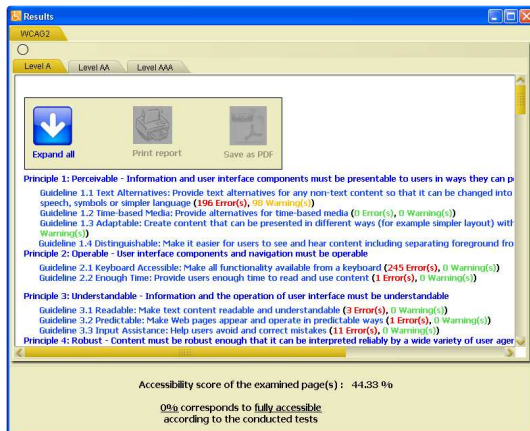 Results
WCAG2
Level A Level AA Level AAA
Expand all Print report Save as PDF
Principle 1: Perceivable - Information and user interface components must be presentable to users in ways they can
Guideline 1.1 Text Alternatives: Provide text alternatives for any non-text content so that it can be changed into
speech, symbols or simpler language (196 Error(s), 98 Warning(s))
Guideline 1.2 Time-based Media: Provide alternatives for time-based media (0 Error(s), 0 Warning(s))
Guideline 1.3 Adaptable: Create content that can be presented in different ways (for example simpler layout)
Warning(s))
Guideline 1.4 Distinguishable: Make it easier for users to see and hear content including separating foreground
Principle 2: Operable - User interface components and navigation must be operable
Guideline 2.1 Keyboard Accessible: Make all functionality available from a keyboard (245 Error(s), 0 Warning(s))
Guideline 2.2 Enough Time: Provide users enough time to read and use content (1 Error(s), 0 Warning(s))
Principle 3: Understandable - Information and the operation of user interface must be understandable
Guideline 3.1 Readable: Make text content readable and understandable (3 Error(s), 0 Warning(s))
Guideline 3.2 Predictable: Make Web pages appear and operate in predictable ways (1 Error(s), 0 Warning(s))
Guideline 3.3 Input Assistance: Help users avoid and correct mistakes (11 Error(s), 0 Warning(s))
Principle 4: Robust - Content must be robust enough that it can be interpreted reliably by a wide variety of user
Accessibility score of the examined page(s) : 44.33 %
0% corresponds to fully accessible
according to the conducted tests